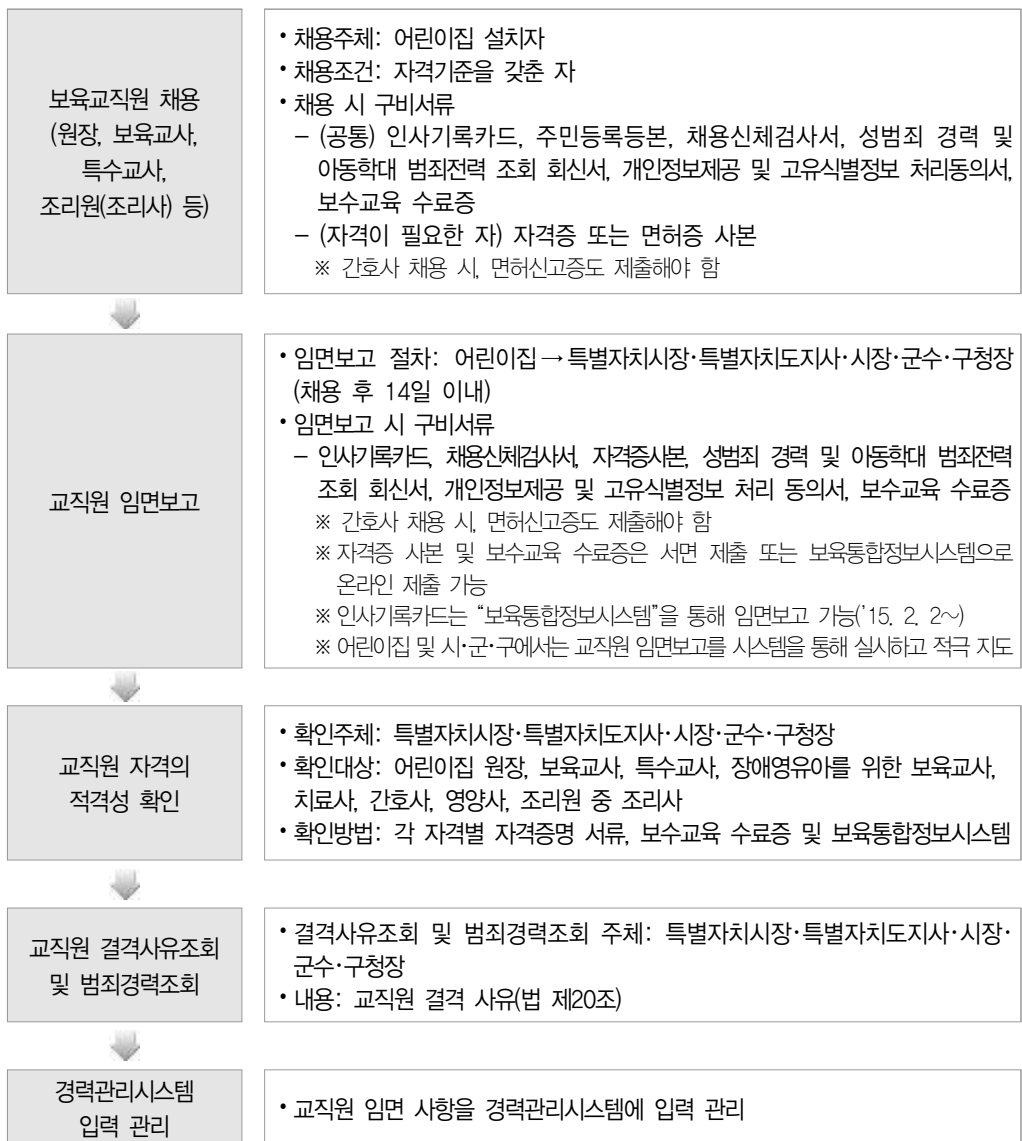 보육교직원 채용
(원장, 보육교사,
특수교사,
조리원(조리사) 등)
• 채용주체: 어린이집 설치자
• 채용조건: 자격기준을 갖춘 자
• 채용 시 구비서류
– (공통) 인사기록카드, 주민등록등본, 채용신체검사서, 성범죄 경력 및
아동학대 범죄전력 조회 회신서, 개인정보제공 및 고유식별정보 처리동의서,
보수교육 수료증
– (자격이 필요한 자) 자격증 또는 면허증 사본
※ 간호사 채용 시, 면허신고증도 제출해야 함
교직원 임면보고
• 임면보고 절차: 어린이집→특별자치시장·특별자치도지사·시장·군수·구청장
(채용 후 14일 이내)
• 임면보고 시 구비서류
– 인사기록카드, 채용신체검사서, 자격증사본, 성범죄 경력 및 아동학대 범죄전력
조회 회신서, 개인정보제공 및 고유식별정보 처리 동의서, 보수교육 수료증
※ 간호사 채용 시, 면허신고증도 제출해야 함
※ 자격증 사본 및 보수교육 수료증은 서면 제출 또는 보육통합정보시스템으로
온라인 제출 가능
※ 인사기록카드는 “보육통합정보시스템”을 통해 임면보고 가능(’15. 2. 2~)
※ 어린이집 및 시·군·구에서는 교직원 임면보고를 시스템을 통해 실시하고 적극 지도
교직원 자격의
적격성 확인
• 확인주체: 특별자치시장·특별자치도지사·시장·군수·구청장
• 확인대상: 어린이집 원장, 보육교사, 특수교사, 장애영유아를 위한 보육교사,
치료사, 간호사, 영양사, 조리원 중 조리사
• 확인방법: 각 자격별 자격증명 서류, 보수교육 수료증 및 보육통합정보시스템
교직원 결격사유조회
및 범죄경력조회
• 결격사유조회 및 범죄경력조회 주체: 특별자치시장·특별자치도지사·시장·
군수·구청장
• 내용: 교직원 결격 사유(법 제20조)
경력관리시스템
입력 관리
• 교직원 임면 사항을 경력관리시스템에 입력 관리